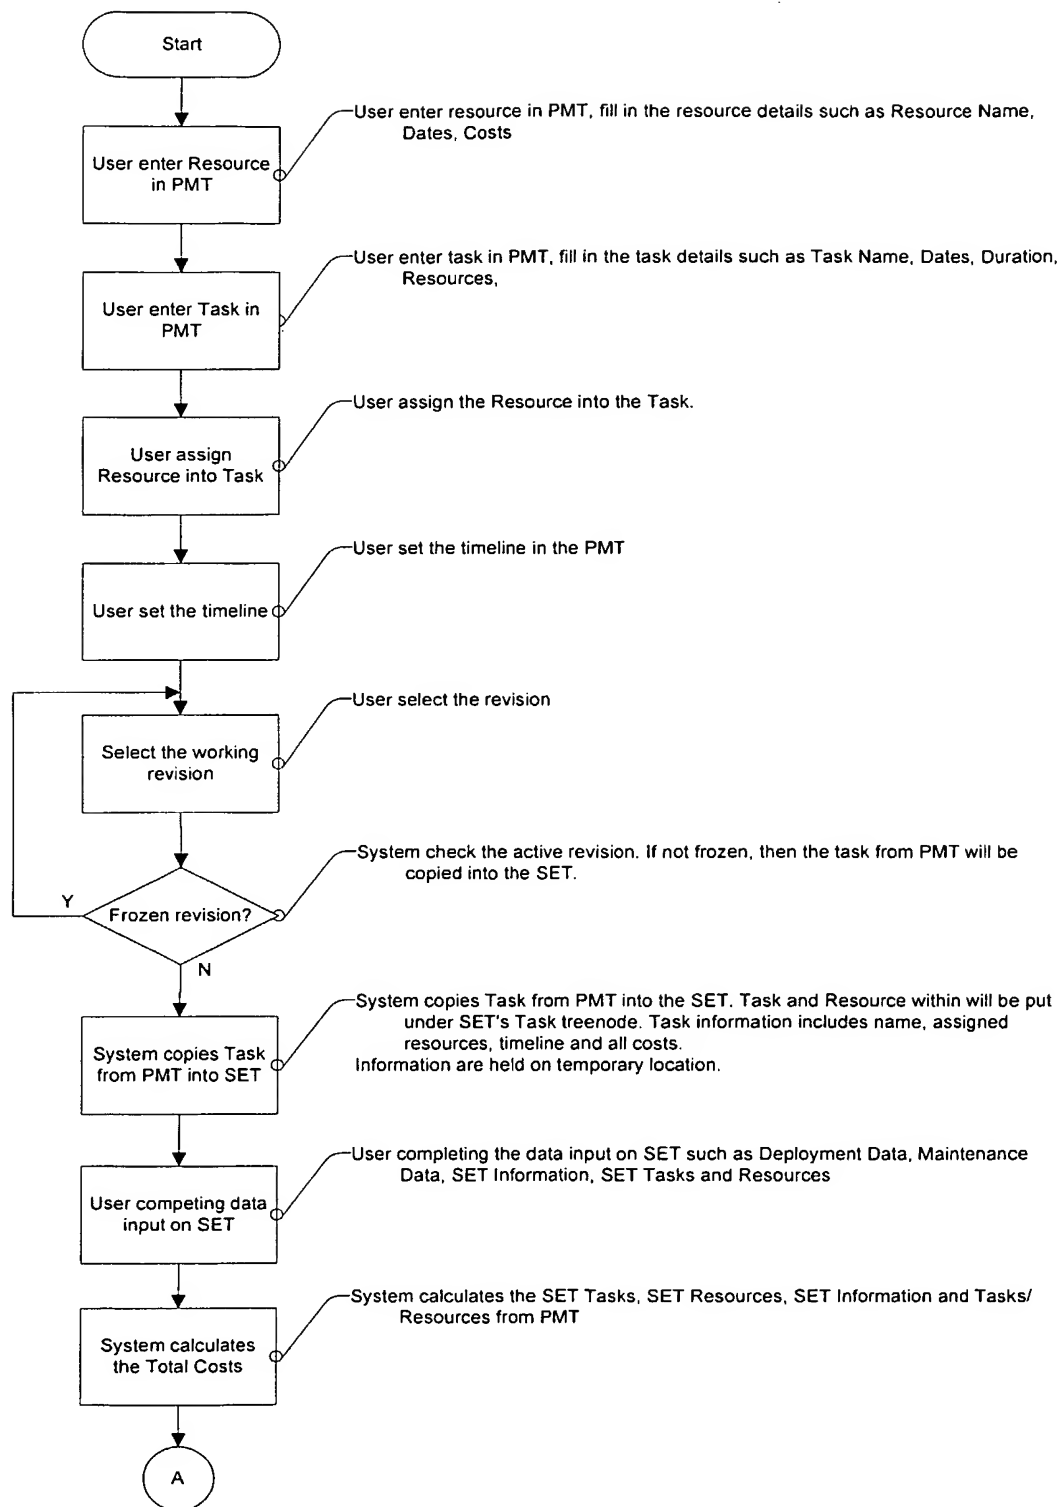 Start
User enter resource in PMT, fill in the resource details such as Resource Name,
Dates, Costs
User enter Resource
in PMT
User enter task in PMT, fill in the task details such as Task Name, Dates, Duration,
Resources,
User enter Task in
PMT
User assign the Resource into the Task.
User assign
Resource into Task
User set the timeline in the PMT
User set the timeline
User select the revision
Select the working
revision
System check the active revision. If not frozen, then the task from PMT will be
copied into the SET.
Y
Frozen revision?
N
System copies Task from PMT into the SET. Task and Resource within will be put
under SET's Task treenode. Task information includes name, assigned
resources, timeline and all costs.
Information are held on temporary location.
System copies Task
from PMT into SET
User completing the data input on SET such as Deployment Data, Maintenance
Data, SET Information, SET Tasks and Resources
User competing data
input on SET
System calculates the SET Tasks, SET Resources, SET Information and Tasks/
Resources from PMT
System calculates
the Total Costs
A